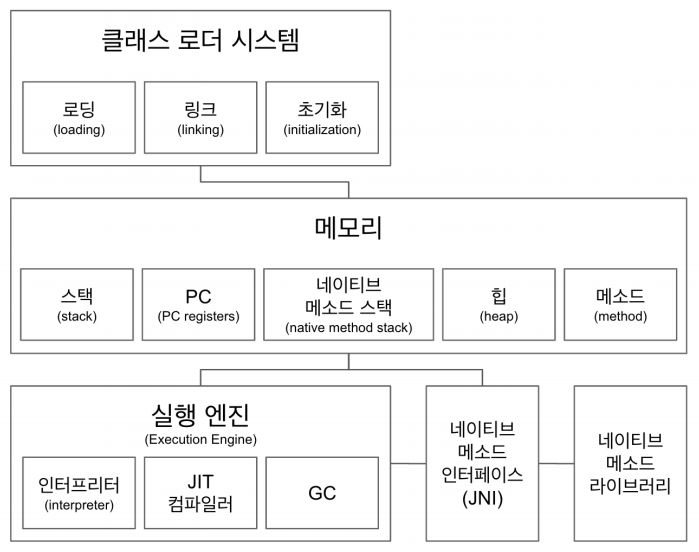 클래스 로더 시스템
로딩
(loading)
링크
(linking)
초기화
(initialization)
메모리
스택
(stack)
PC
(PC registers)
네이티브
메소드 스택
(native method stack)
힙
(heap)
메소드
(method)
실행 엔진
(Execution Engine)
인터프리터
(interpreter)
JIT
컴파일러
GC
네이티브
메소드
인터페이스
(JNI)
네이티브
메소드
라이브러리